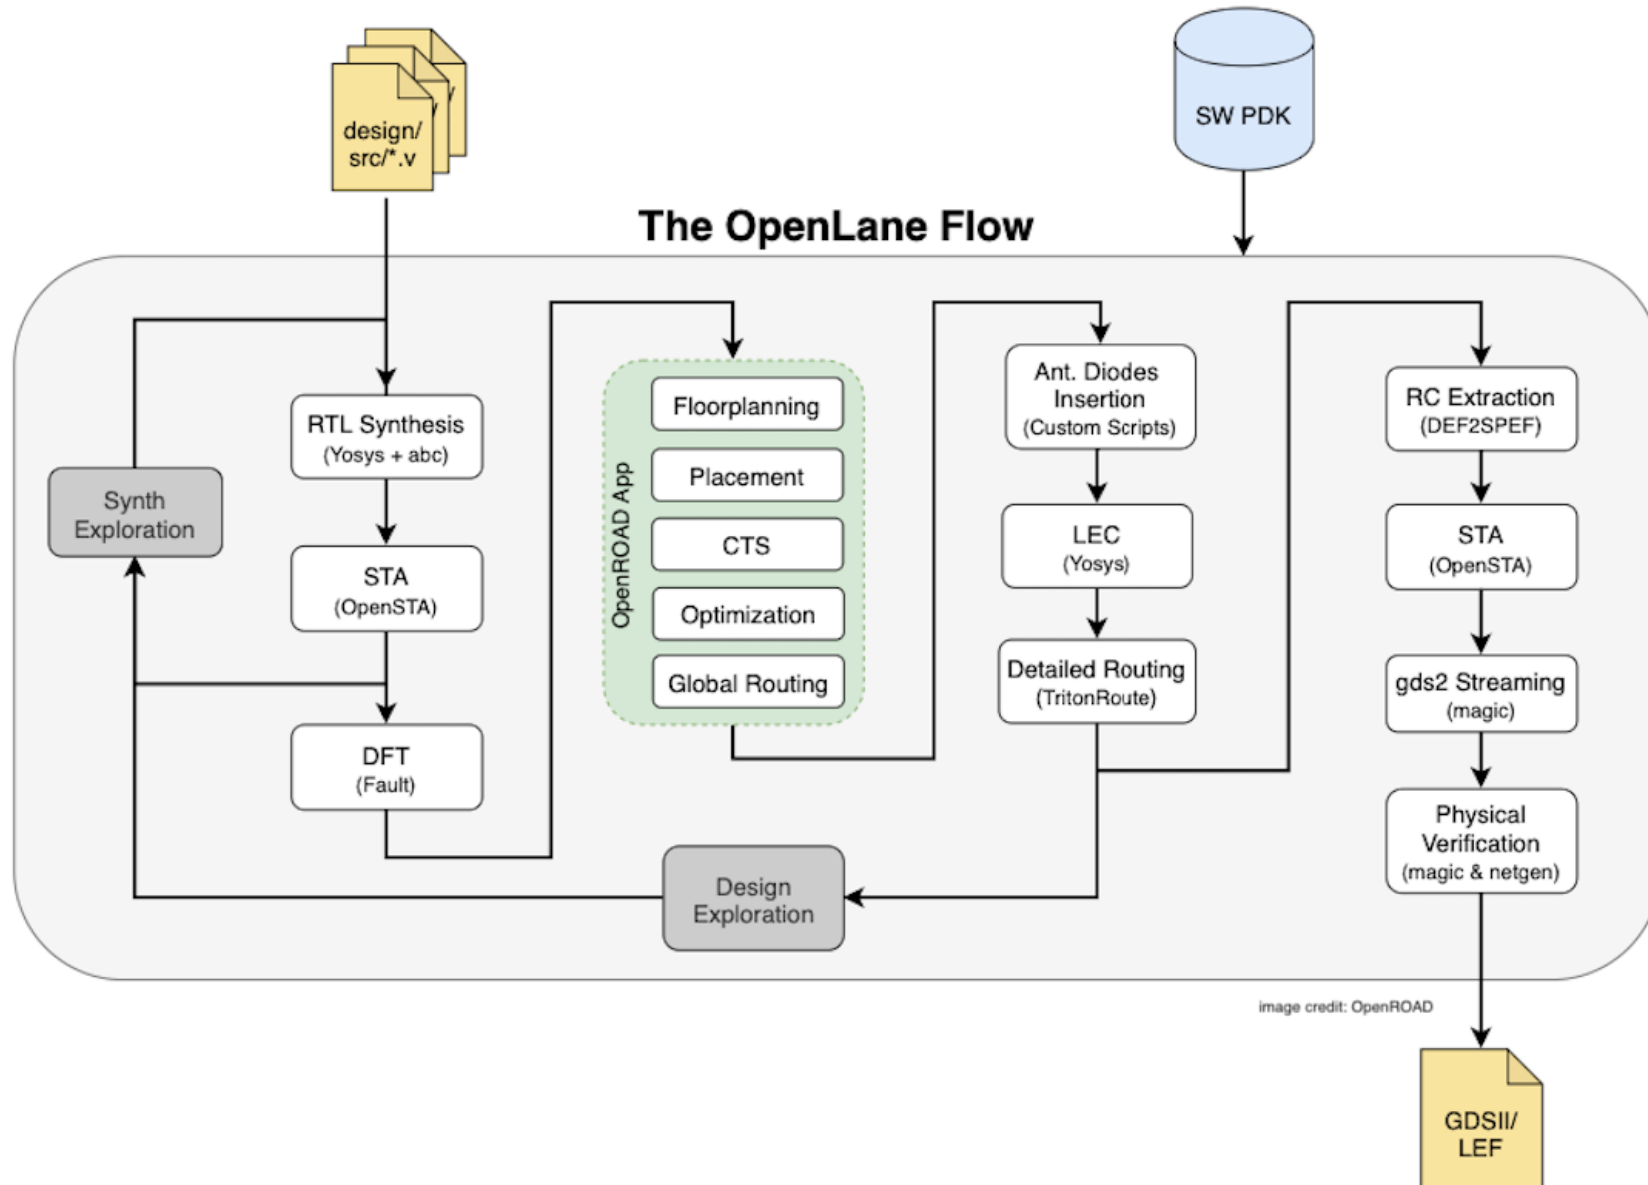 design/
src/*.v
SW PDK
The OpenLane Flow
RTL Synthesis
(Yosys + abc)
Synth
Exploration
STA
(OpenSTA)
DFT
(Fault)
OpenROAD App
Floorplanning
Placement
CTS
Optimization
Global Routing
Design
Exploration
Ant. Diodes
Insertion
(Custom Scripts)
LEC
(Yosys)
Detailed Routing
(TritonRoute)
RC Extraction
(DEF2SPEF)
STA
(OpenSTA)
gds2 Streaming
(magic)
Physical
Verification
(magic & netgen)
image credit: OpenROAD
GDSII/
LEF